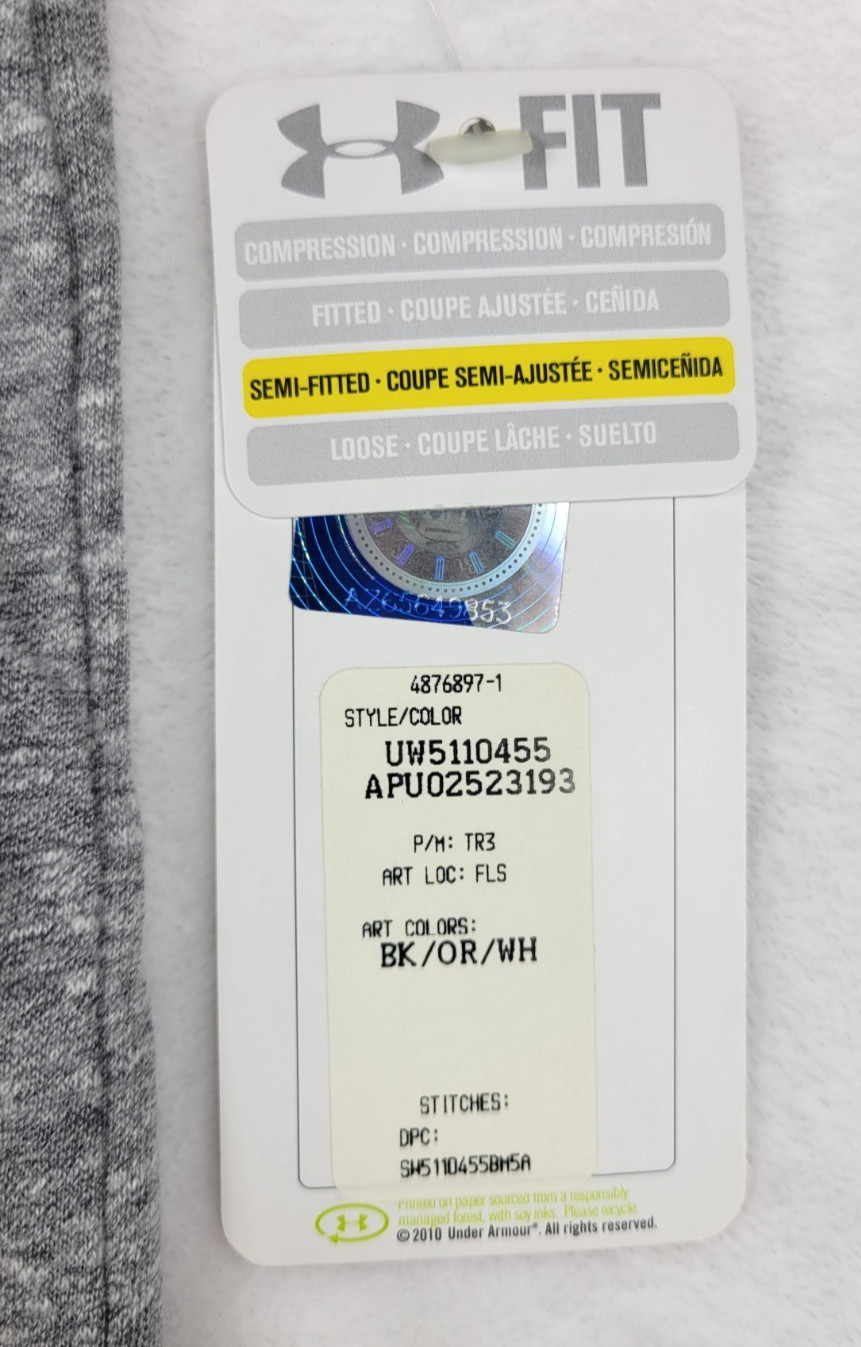 FIT
COMPRESSION · COMPRESSION · COMPRESIÓN
FITTED · COUPE AJUSTÉE · CEÑIDA
SEMI-FITTED · COUPE SEMI-AJUSTÉE · SEMICEÑIDA
LOOSE · COUPE LÂCHE · SUELTO
4876897-1
STYLE/COLOR
UW5110455
APU02523193
P/M: TR3
ART LOC: FLS
ART COLORS:
BK/OR/WH
STITCHES:
DPC:
SW5110455BM5A
Printed on paper sourced from a responsibly
managed forest, with soy inks. Please recycle.
© 2010 Under Armour®. All rights reserved.